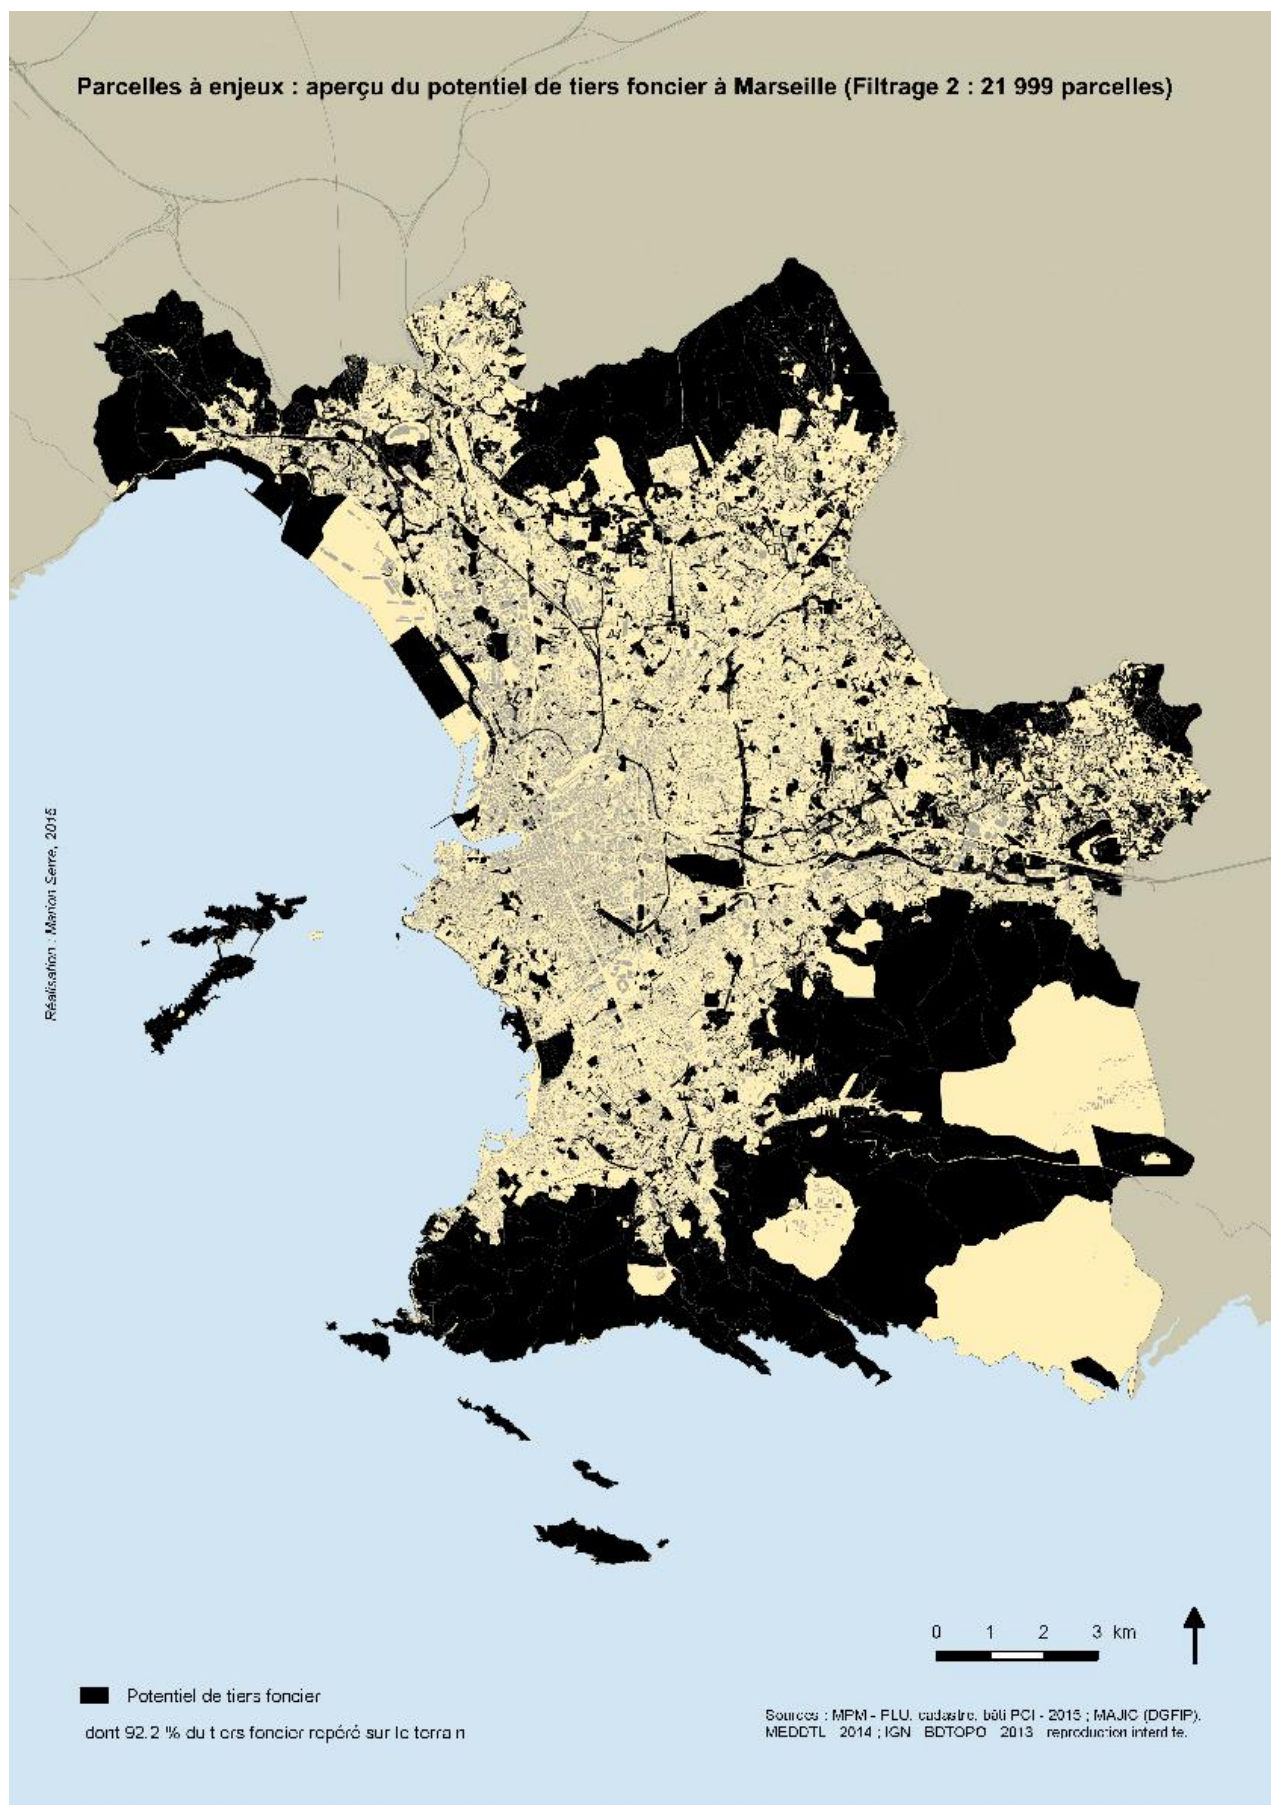 Parcelles à enjeux : aperçu du potentiel de tiers foncier à Marseille (Filtrage 2 : 21 999 parcelles)
Réalisation : Marion Serre, 2015
0 1 2 3 km
Potentiel de tiers foncier
dont 92.2 % du tiers foncier repéré sur le terrain
Sources : MPM - PLU, cadastre, bâti PCI - 2015 ; MAJIC (DGFIP),
MEDDTL 2014 ; IGN BDTOPO 2013 reproduction interdite.